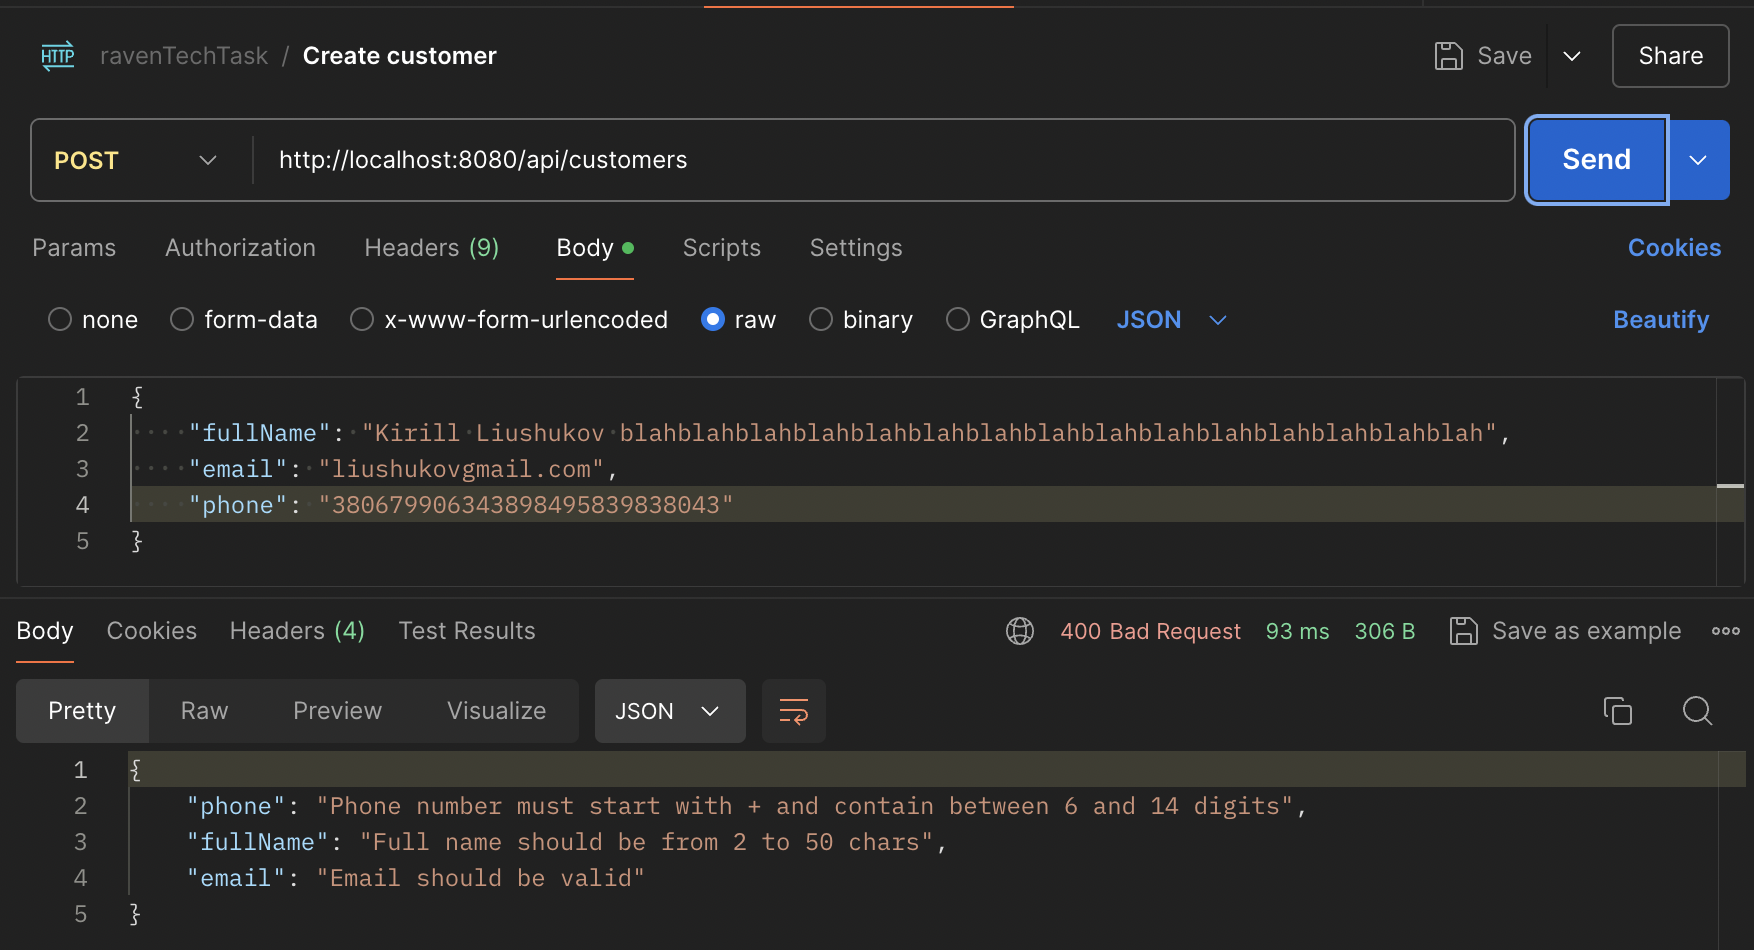 HTTP ravenTechTask / Create customer Save Share
POST http://localhost:8080/api/customers Send
Params Authorization Headers (9) Body Scripts Settings Cookies
none form-data x-www-form-urlencoded raw binary GraphQL JSON Beautify
1 {
2 "fullName": "Kirill Liushukov blahblahblahblahblahblahblahblahblahblahblahblahblahblahblah",
3 "email": "liushukovgmail.com",
4 "phone": "380679906343898495839838043"
5 }
Body Cookies Headers (4) Test Results 400 Bad Request 93 ms 306 B Save as example
Pretty Raw Preview Visualize JSON
1 {
2 "phone": "Phone number must start with + and contain between 6 and 14 digits",
3 "fullName": "Full name should be from 2 to 50 chars",
4 "email": "Email should be valid"
5 }